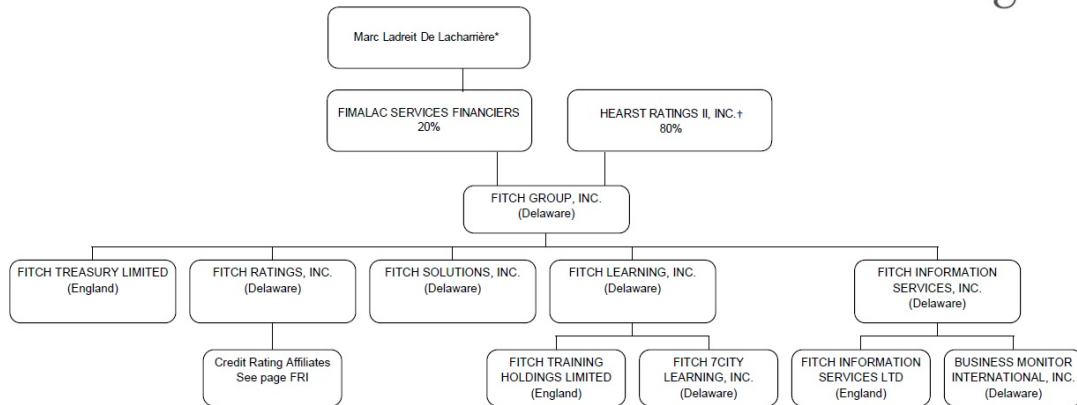 Marc Ladreit De Lacharrière*
FIMALAC SERVICES FINANCIERS
20%
HEARST RATINGS II, INC.†
80%
FITCH GROUP, INC.
(Delaware)
FITCH TREASURY LIMITED
(England)
FITCH RATINGS, INC.
(Delaware)
FITCH SOLUTIONS, INC.
(Delaware)
FITCH LEARNING, INC.
(Delaware)
FITCH INFORMATION
SERVICES, INC.
(Delaware)
Credit Rating Affiliates
See page FRI
FITCH TRAINING
HOLDINGS LIMITED
(England)
FITCH 7CITY
LEARNING, INC.
(Delaware)
FITCH INFORMATION
SERVICES LTD
(England)
BUSINESS MONITOR
INTERNATIONAL, INC.
(Delaware)